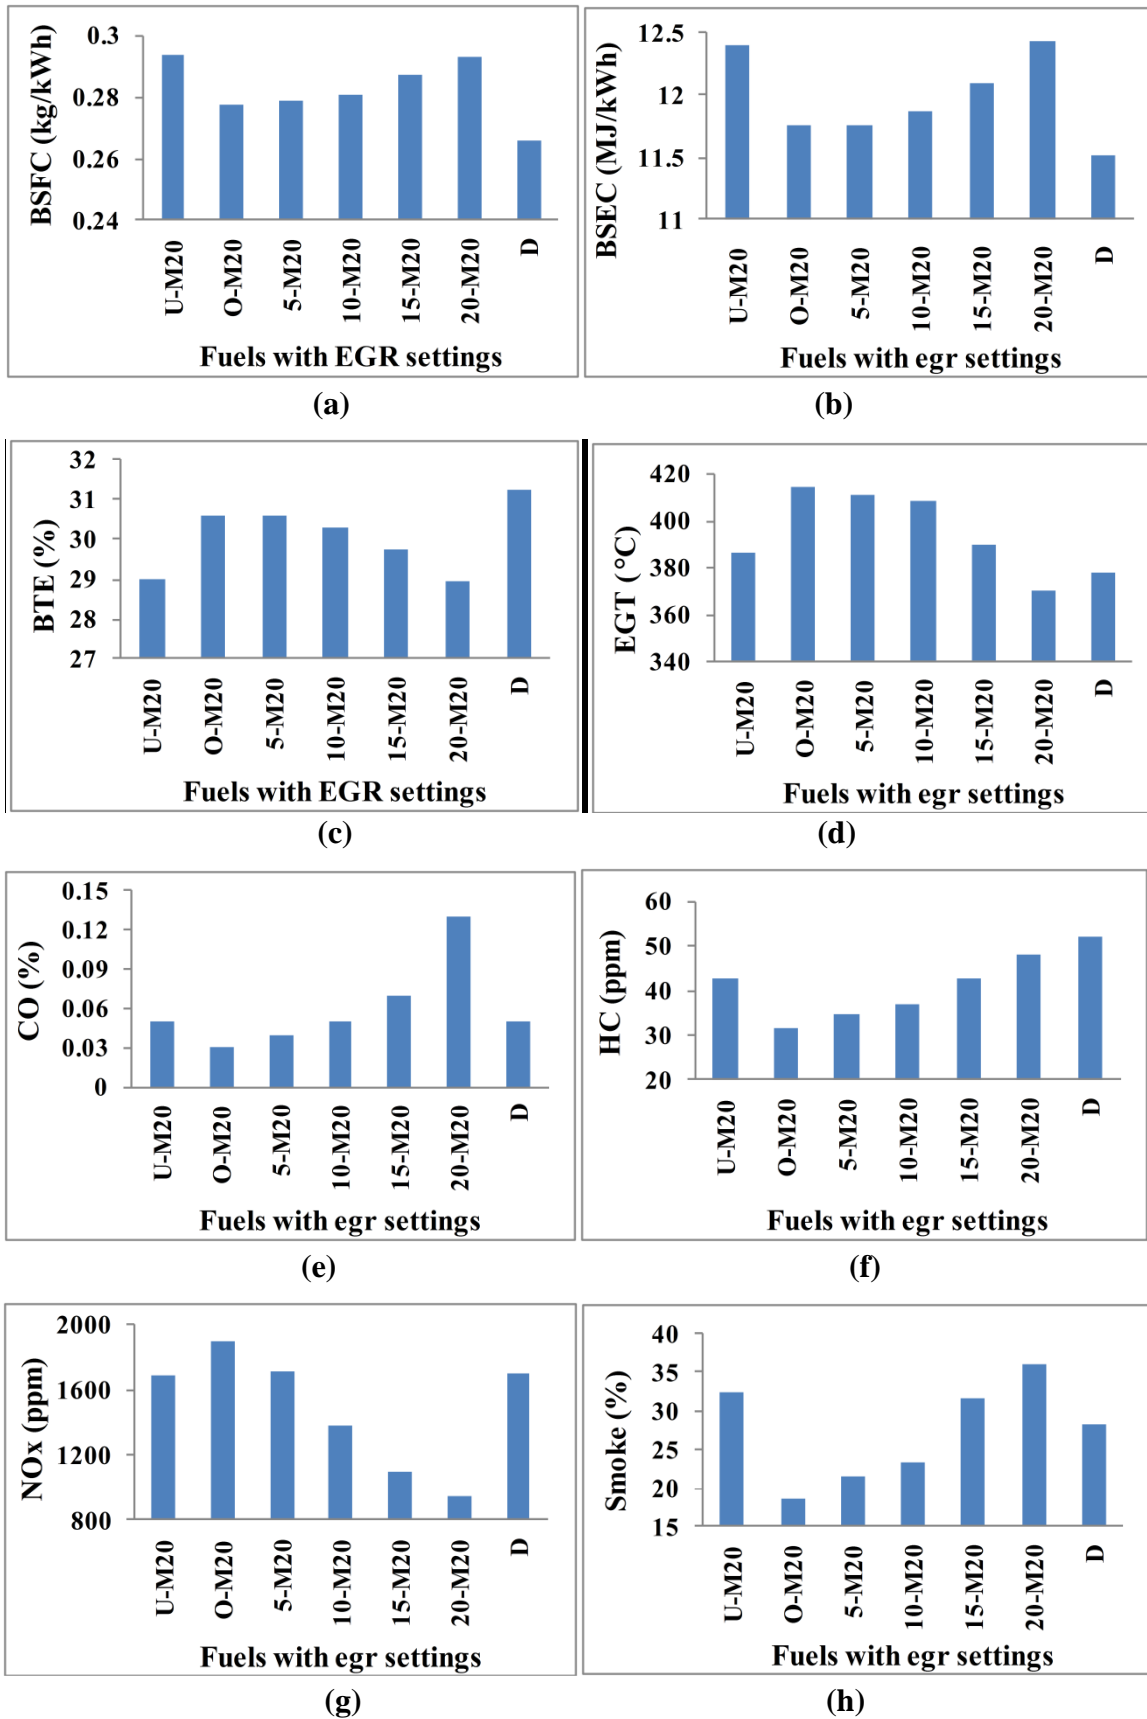 BSFC (kg/kWh)
0.3
0.28
0.26
0.24
U-M20
O-M20
5-M20
10-M20
15-M20
20-M20
D
Fuels with EGR settings
(a)
BSEC (MJ/kWh)
12.5
12
11.5
11
U-M20
O-M20
5-M20
10-M20
15-M20
20-M20
D
Fuels with egr settings
(b)
BTE (%)
32
31
30
29
28
27
U-M20
O-M20
5-M20
10-M20
15-M20
20-M20
D
Fuels with EGR settings
(c)
EGT (°C)
420
400
380
360
340
U-M20
O-M20
5-M20
10-M20
15-M20
20-M20
D
Fuels with egr settings
(d)
CO (%)
0.15
0.12
0.09
0.06
0.03
0
U-M20
O-M20
5-M20
10-M20
15-M20
20-M20
D
Fuels with egr settings
(e)
HC (ppm)
60
50
40
30
20
U-M20
O-M20
5-M20
10-M20
15-M20
20-M20
D
Fuels with egr settings
(f)
NOx (ppm)
2000
1600
1200
800
U-M20
O-M20
5-M20
10-M20
15-M20
20-M20
D
Fuels with egr settings
(g)
Smoke (%)
40
35
30
25
20
15
U-M20
O-M20
5-M20
10-M20
15-M20
20-M20
D
Fuels with egr settings
(h)